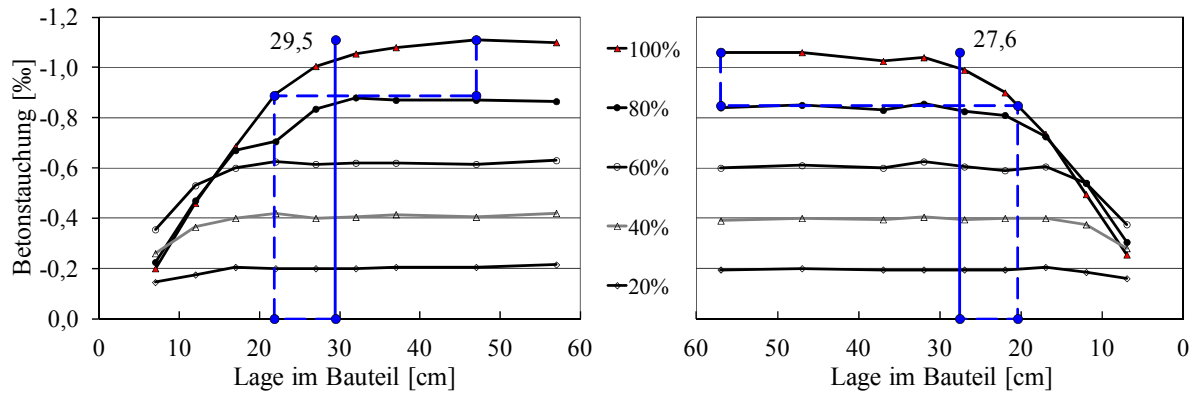 Betonstauchung [‰]
-1,2
-1,0
-0,8
-0,6
-0,4
-0,2
0,0
29,5
0 10 20 30 40 50 60
Lage im Bauteil [cm]
100%
80%
60%
40%
20%
27,6
60 50 40 30 20 10 0
Lage im Bauteil [cm]